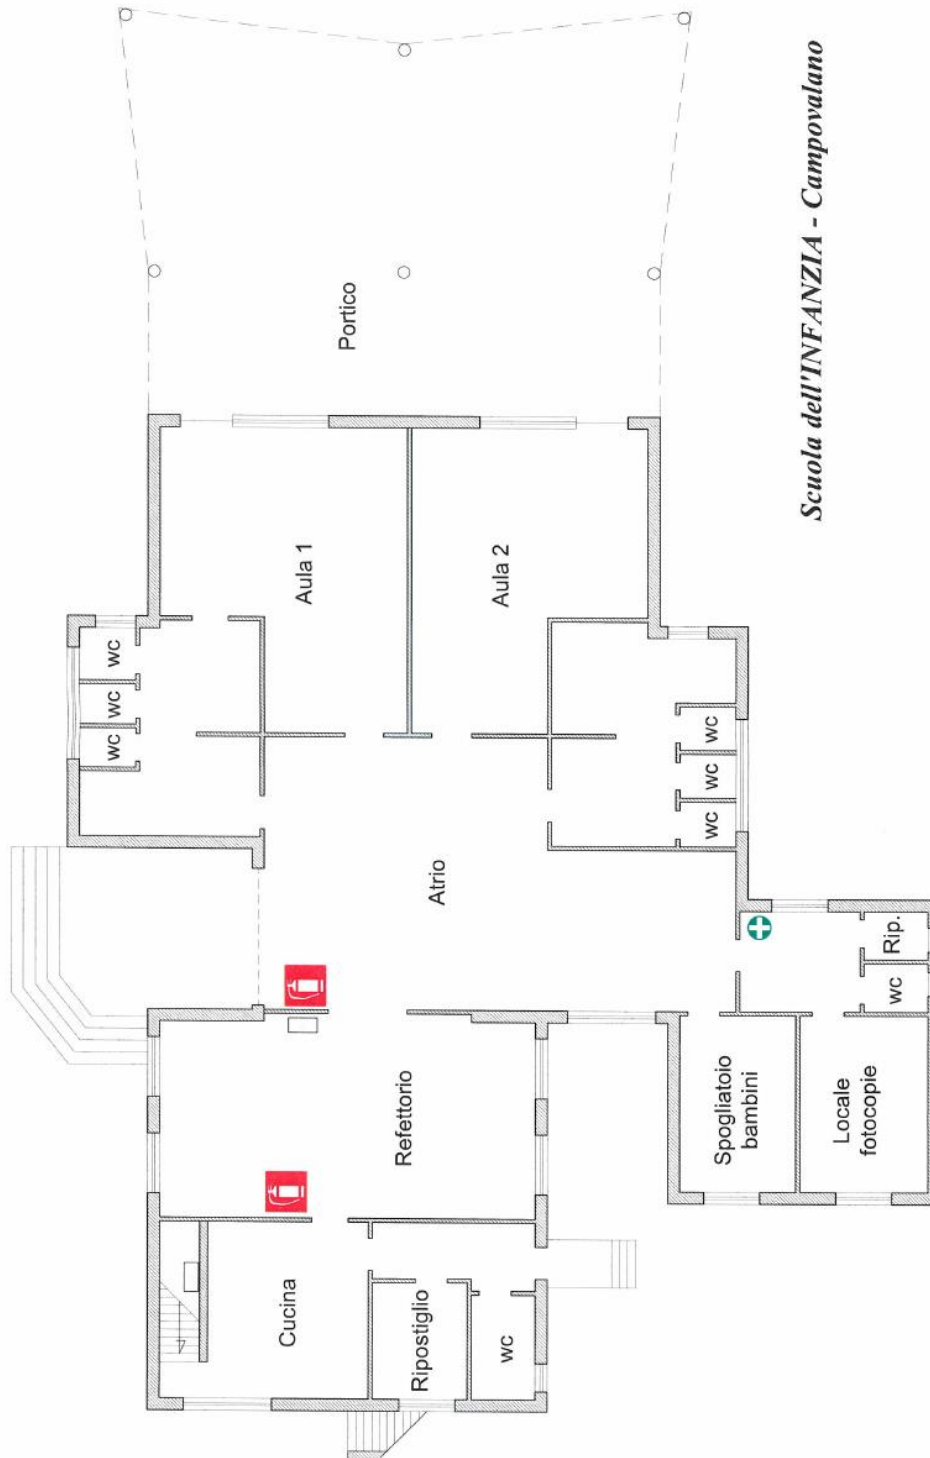 Scuola dell'INFANZIA - Campovalano
Portico
Aula 1
Aula 2
wc
wc
wc
wc
wc
wc
Atrio
Rip.
wc
Refettorio
Spogliatoio
bambini
Locale
fotocopie
Cucina
Ripostiglio
wc